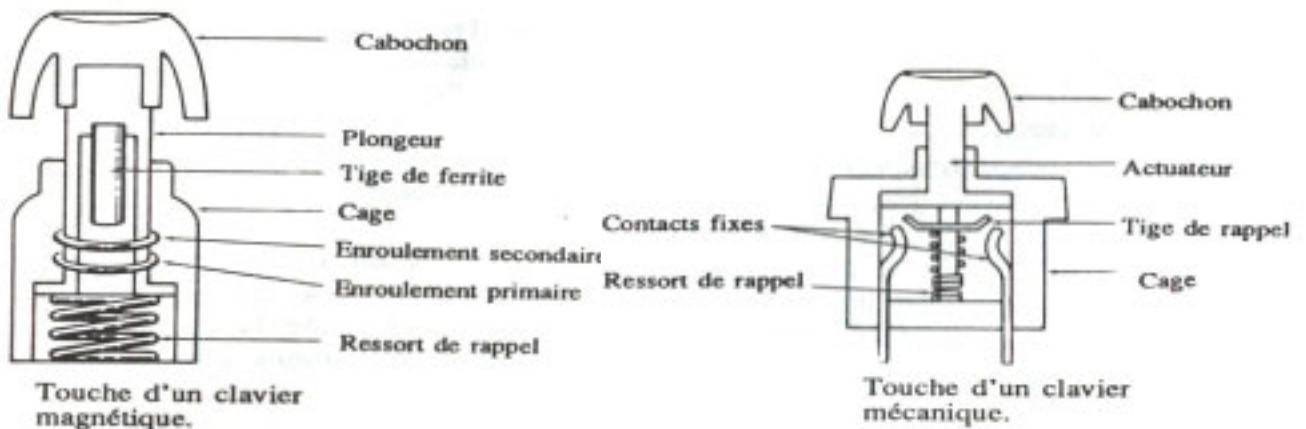 Cabochon
Plongeur
Tige de ferrite
Cage
Enroulement secondaire
Enroulement primaire
Ressort de rappel
Touche d'un clavier
magnétique.
Cabochon
Actuateur
Contacts fixes
Tige de rappel
Ressort de rappel
Cage
Touche d'un clavier
mécanique.